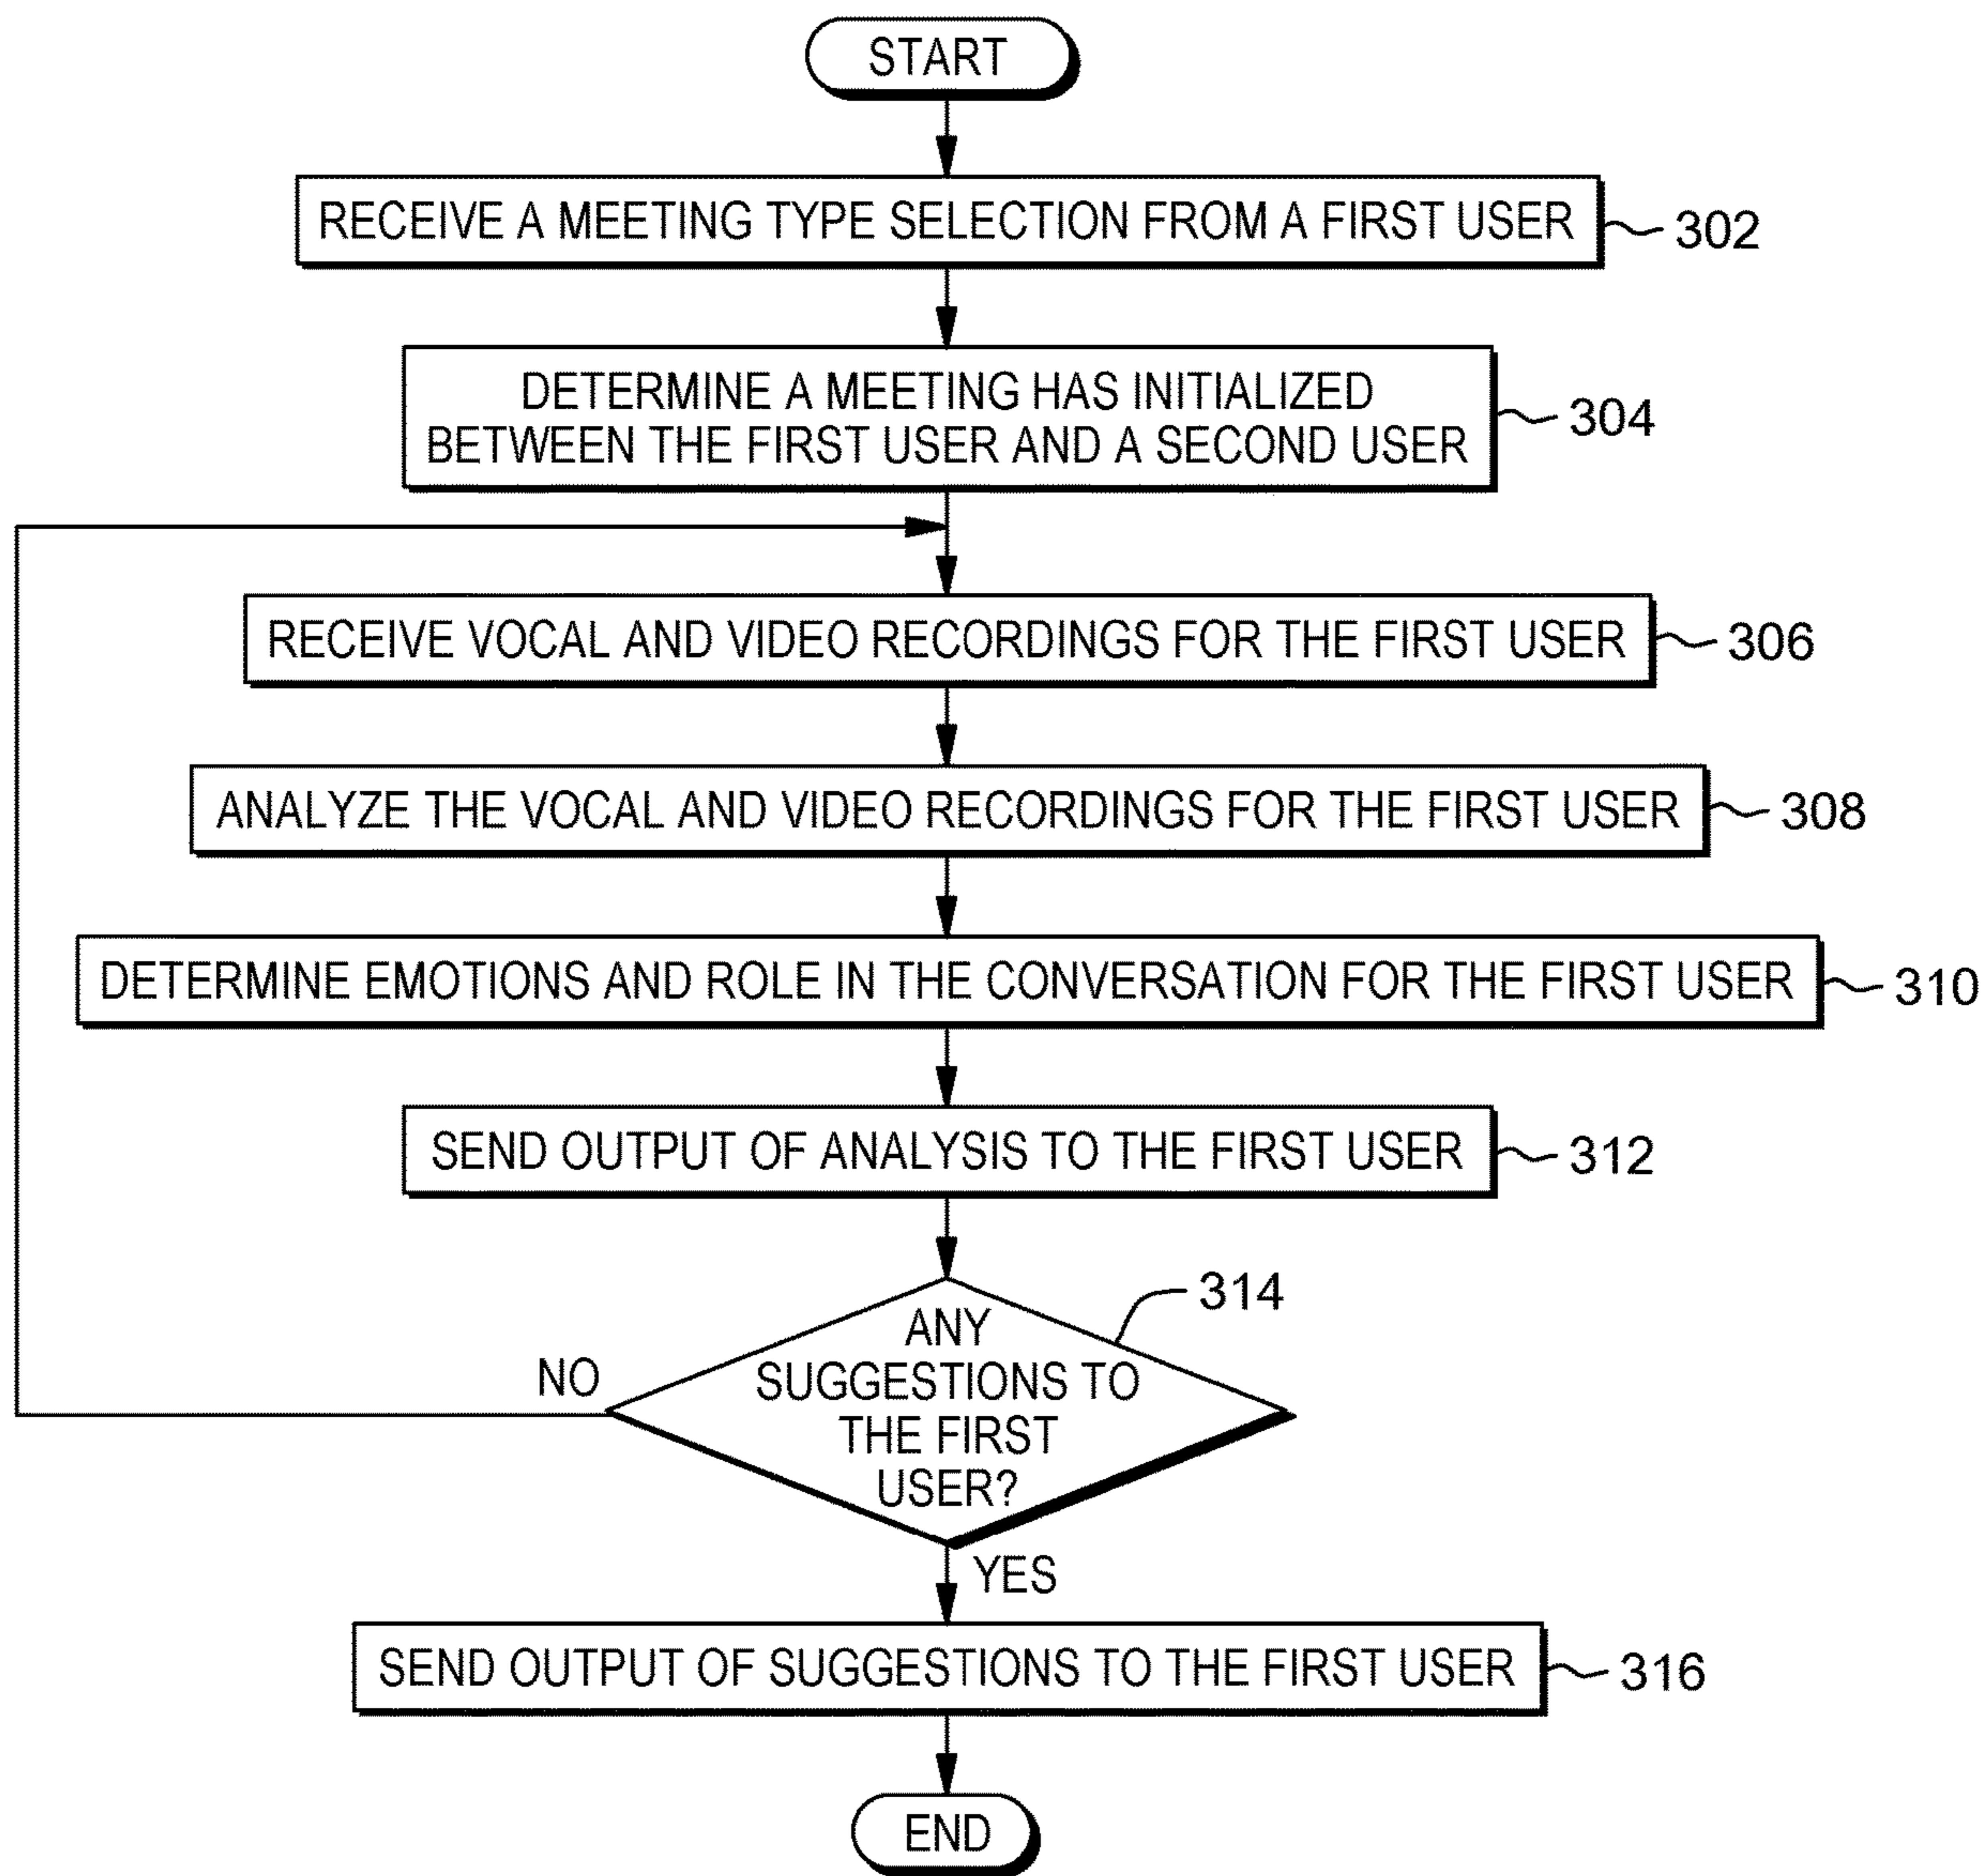 START
RECEIVE A MEETING TYPE SELECTION FROM A FIRST USER
302
DETERMINE A MEETING HAS INITIALIZED
BETWEEN THE FIRST USER AND A SECOND USER
304
RECEIVE VOCAL AND VIDEO RECORDINGS FOR THE FIRST USER
306
ANALYZE THE VOCAL AND VIDEO RECORDINGS FOR THE FIRST USER
308
DETERMINE EMOTIONS AND ROLE IN THE CONVERSATION FOR THE FIRST USER
310
SEND OUTPUT OF ANALYSIS TO THE FIRST USER
312
314
ANY
SUGGESTIONS TO
THE FIRST
USER?
NO
YES
SEND OUTPUT OF SUGGESTIONS TO THE FIRST USER
316
END